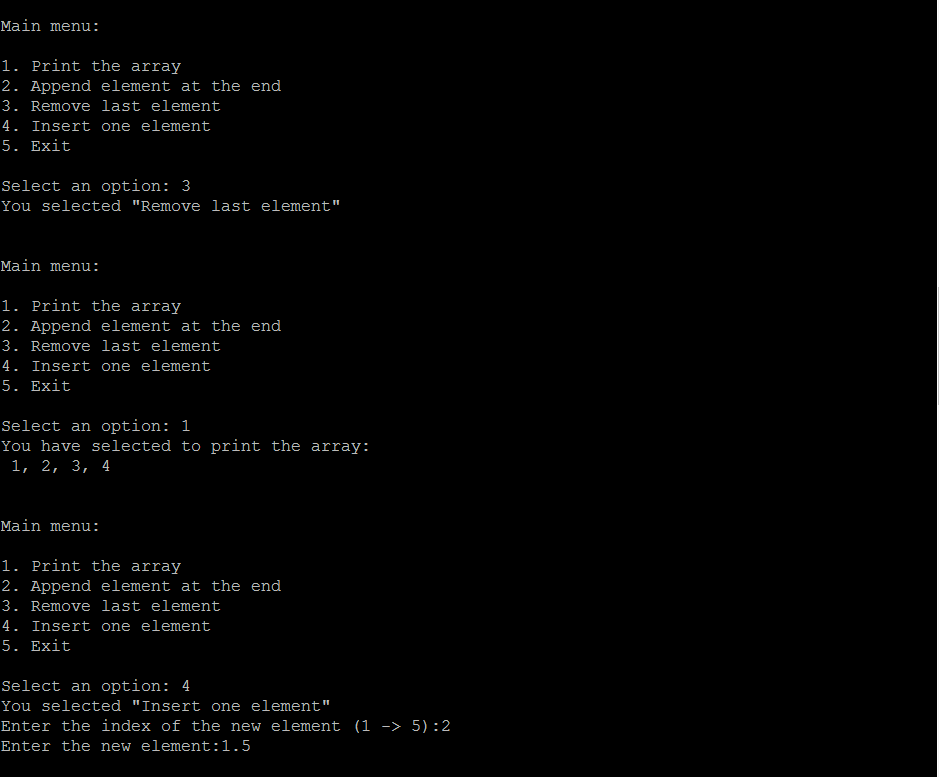 Main menu:
1. Print the array
2. Append element at the end
3. Remove last element
4. Insert one element
5. Exit
Select an option: 3
You selected "Remove last element"
Main menu:
1. Print the array
2. Append element at the end
3. Remove last element
4. Insert one element
5. Exit
Select an option: 1
You have selected to print the array:
 1, 2, 3, 4
Main menu:
1. Print the array
2. Append element at the end
3. Remove last element
4. Insert one element
5. Exit
Select an option: 4
You selected "Insert one element"
Enter the index of the new element (1 -> 5):2
Enter the new element:1.5